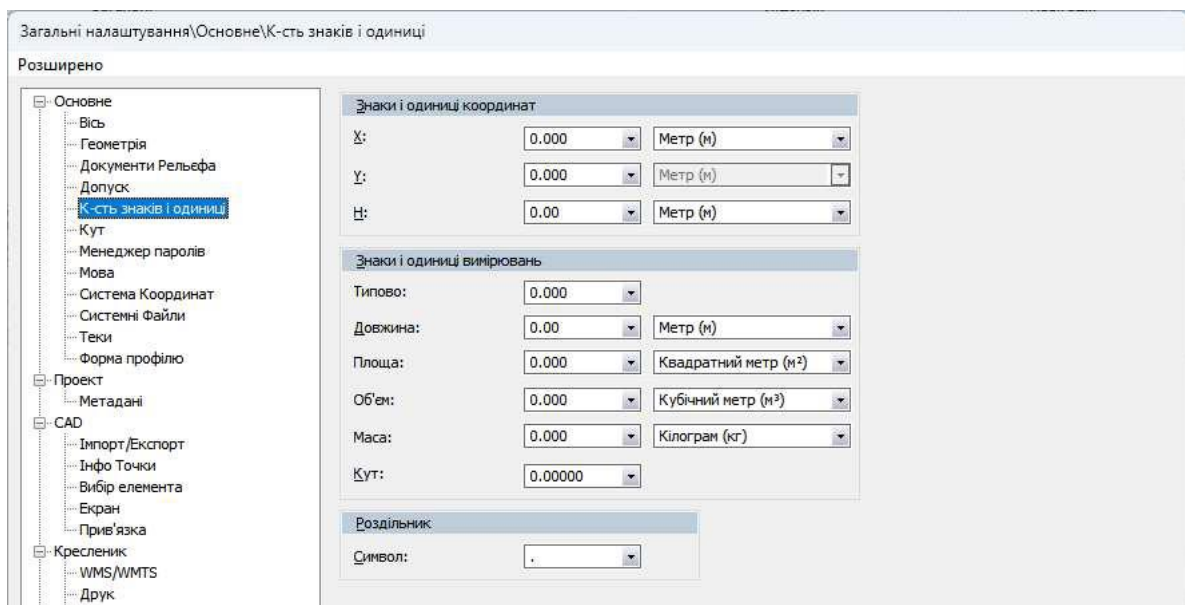 Загальні налаштування\Основне\К-сть знаків і одиниці
Розширено
Основне
Вісь
Геометрія
Документи Рельєфа
Допуск
К-сть знаків і одиниці
Кут
Менеджер паролів
Мова
Система Координат
Системні Файли
Теки
Форма профілю
Проект
Метадані
CAD
Імпорт/Експорт
Інфо Точки
Вибір елемента
Екран
Прив'язка
Кресленик
WMS/WMTS
Друк
Знаки і одиниці координат
X: 0.000 Метр (м)
Y: 0.000 Метр (м)
H: 0.00 Метр (м)
Знаки і одиниці вимірювань
Типово: 0.000
Довжина: 0.00 Метр (м)
Площа: 0.000 Квадратний метр (м²)
Об'єм: 0.000 Кубічний метр (м³)
Маса: 0.000 Кілограм (кг)
Кут: 0.00000
Роздільник
Символ: .